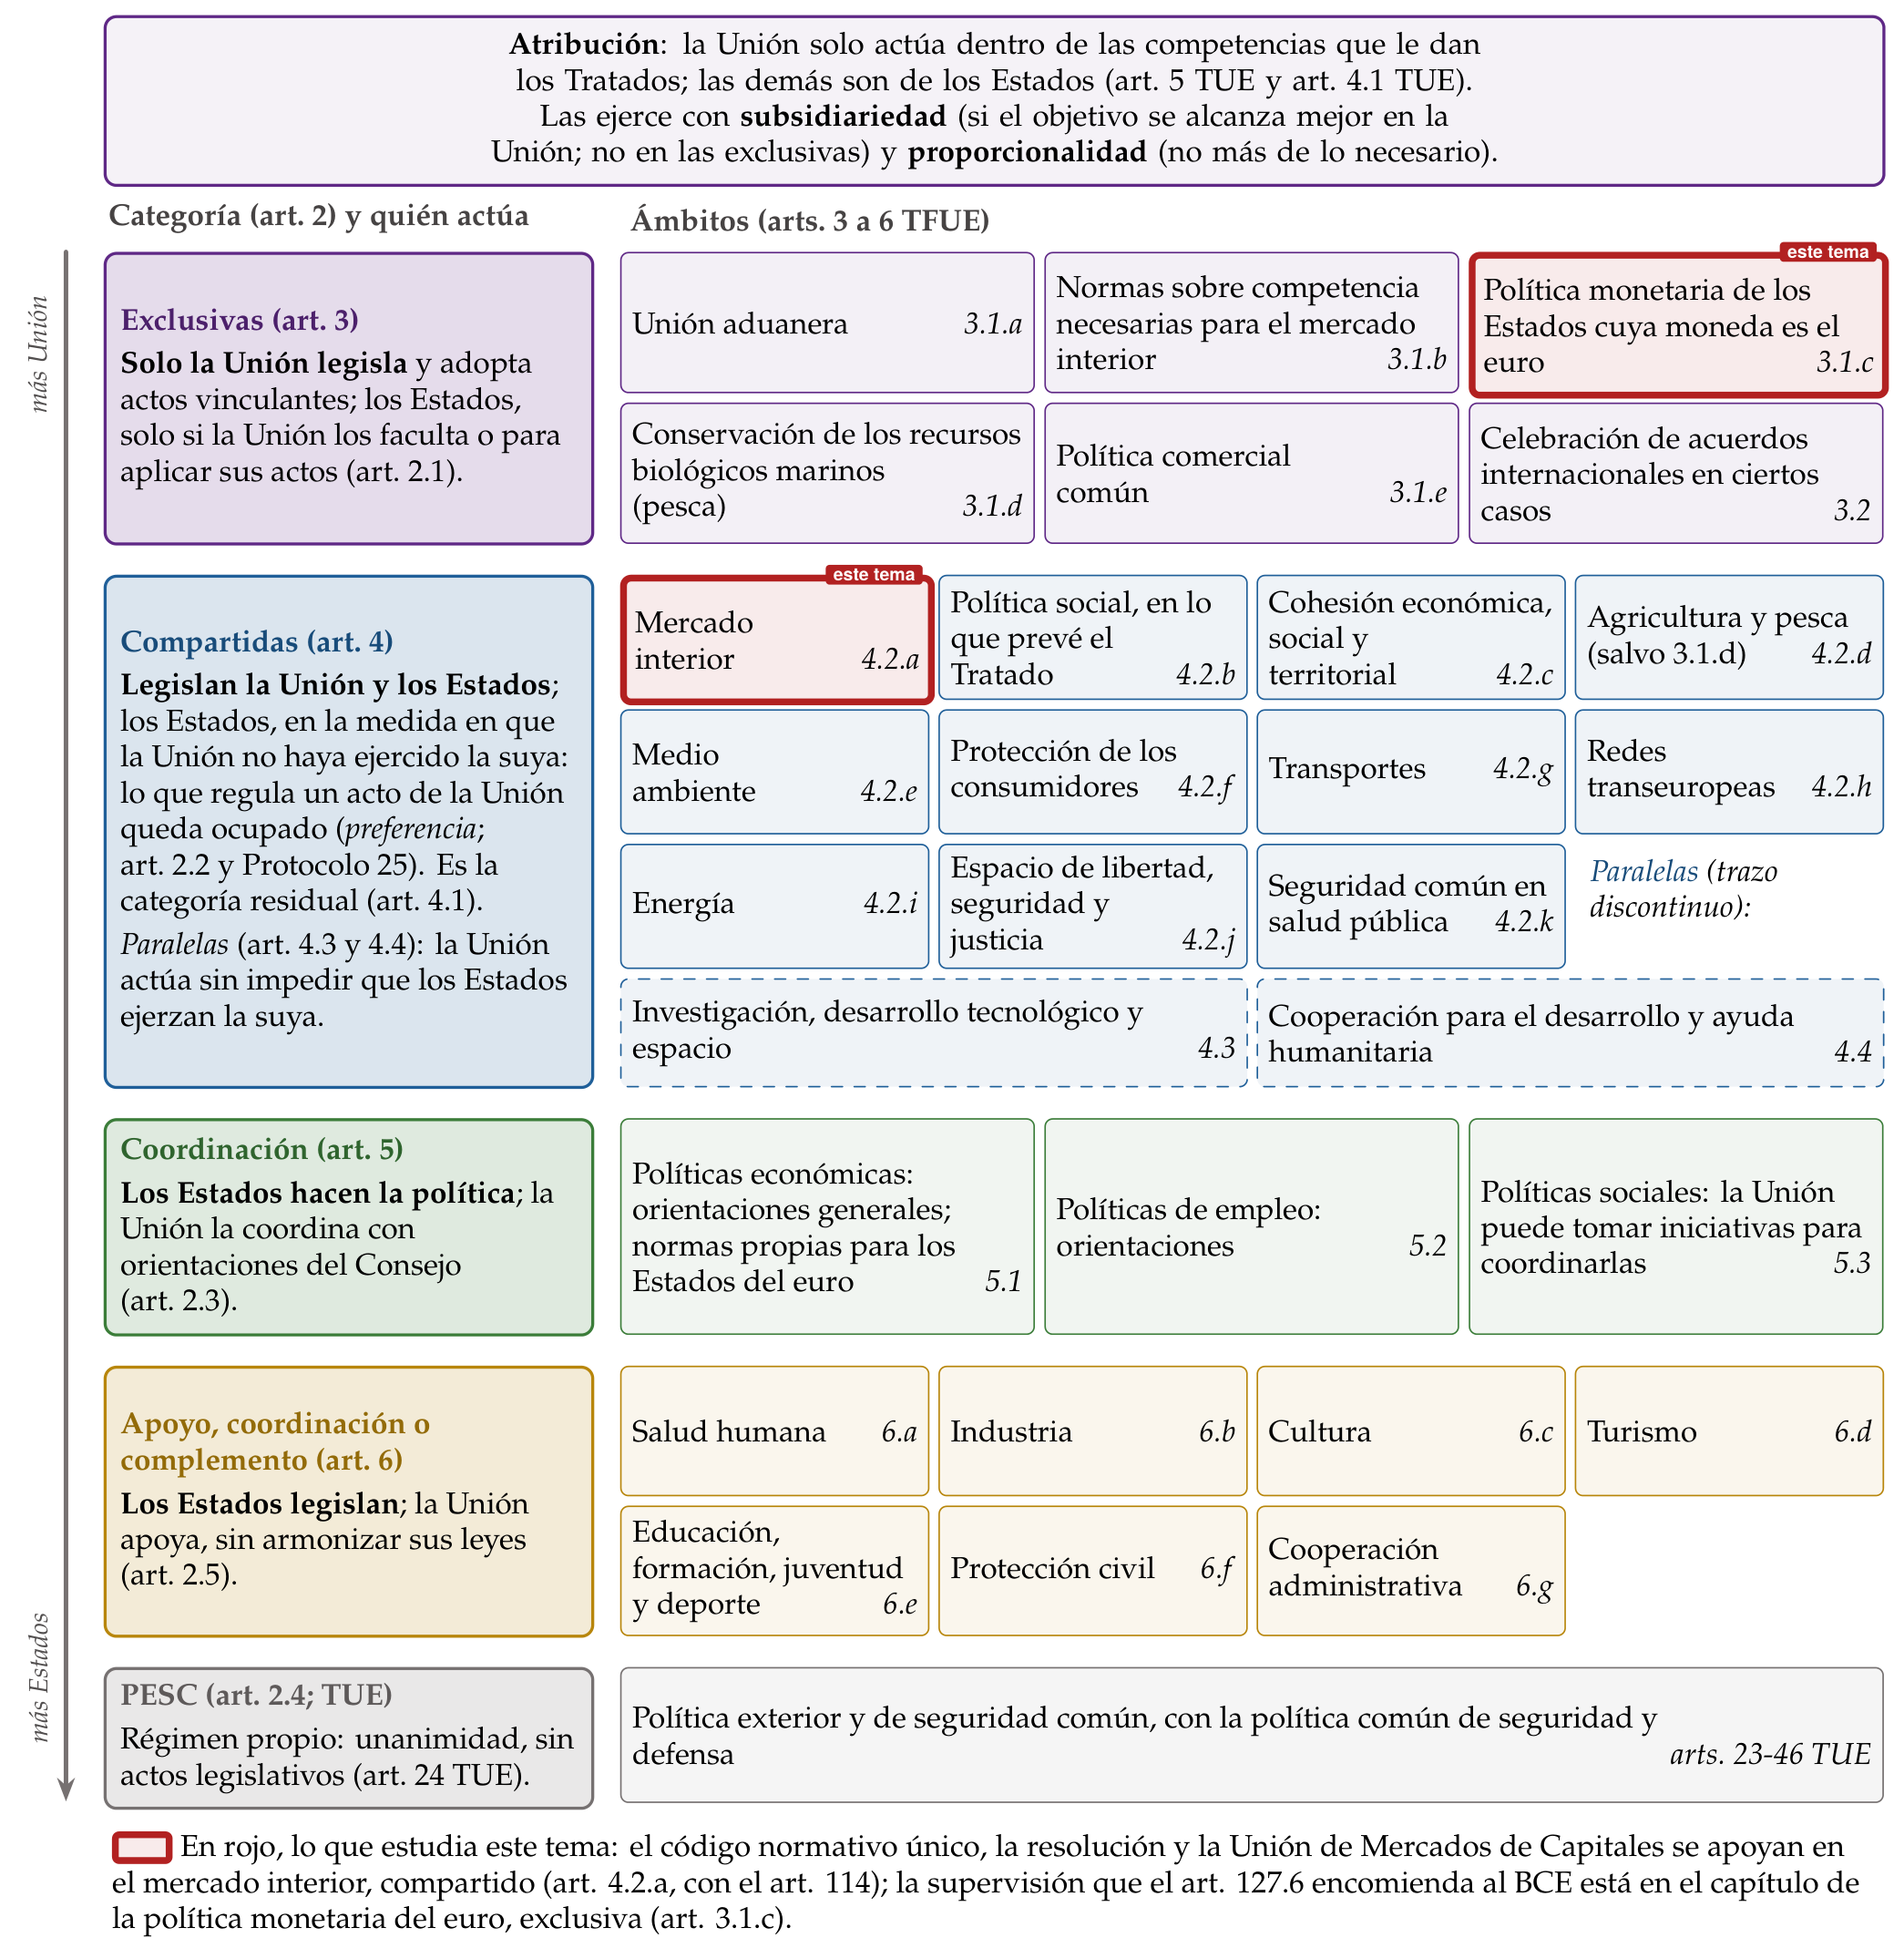 Atribución: la Unión solo actúa dentro de las competencias que le dan
los Tratados; las demás son de los Estados (art. 5 TUE y art. 4.1 TUE).
Las ejerce con subsidiariedad (si el objetivo se alcanza mejor en la
Unión; no en las exclusivas) y proporcionalidad (no más de lo necesario).
Categoría (art. 2) y quién actúa
Ámbitos (arts. 3 a 6 TFUE)
más Unión
más Estados
Exclusivas (art. 3)
Solo la Unión legisla y adopta
actos vinculantes; los Estados,
solo si la Unión los faculta o para
aplicar sus actos (art. 2.1).
Unión aduanera 3.1.a
Normas sobre competencia
necesarias para el mercado
interior 3.1.b
este tema
Política monetaria de los
Estados cuya moneda es el
euro 3.1.c
Conservación de los recursos
biológicos marinos
(pesca) 3.1.d
Política comercial
común 3.1.e
Celebración de acuerdos
internacionales en ciertos
casos 3.2
Compartidas (art. 4)
Legislan la Unión y los Estados;
los Estados, en la medida en que
la Unión no haya ejercido la suya:
lo que regula un acto de la Unión
queda ocupado (preferencia;
art. 2.2 y Protocolo 25). Es la
categoría residual (art. 4.1).
Paralelas (art. 4.3 y 4.4): la Unión
actúa sin impedir que los Estados
ejerzan la suya.
este tema
Mercado
interior 4.2.a
Política social, en lo
que prevé el
Tratado 4.2.b
Cohesión económica,
social y
territorial 4.2.c
Agricultura y pesca
(salvo 3.1.d) 4.2.d
Medio
ambiente 4.2.e
Protección de los
consumidores 4.2.f
Transportes 4.2.g
Redes
transeuropeas 4.2.h
Energía 4.2.i
Espacio de libertad,
seguridad y
justicia 4.2.j
Seguridad común en
salud pública 4.2.k
Paralelas (trazo
discontinuo):
Investigación, desarrollo tecnológico y
espacio 4.3
Cooperación para el desarrollo y ayuda
humanitaria 4.4
Coordinación (art. 5)
Los Estados hacen la política; la
Unión la coordina con
orientaciones del Consejo
(art. 2.3).
Políticas económicas:
orientaciones generales;
normas propias para los
Estados del euro 5.1
Políticas de empleo:
orientaciones 5.2
Políticas sociales: la Unión
puede tomar iniciativas para
coordinarlas 5.3
Apoyo, coordinación o
complemento (art. 6)
Los Estados legislan; la Unión
apoya, sin armonizar sus leyes
(art. 2.5).
Salud humana 6.a
Industria 6.b
Cultura 6.c
Turismo 6.d
Educación,
formación, juventud
y deporte 6.e
Protección civil 6.f
Cooperación
administrativa 6.g
PESC (art. 2.4; TUE)
Régimen propio: unanimidad, sin
actos legislativos (art. 24 TUE).
Política exterior y de seguridad común, con la política común de seguridad y
defensa arts. 23-46 TUE
En rojo, lo que estudia este tema: el código normativo único, la resolución y la Unión de Mercados de Capitales se apoyan en
el mercado interior, compartido (art. 4.2.a, con el art. 114); la supervisión que el art. 127.6 encomienda al BCE está en el capítulo de
la política monetaria del euro, exclusiva (art. 3.1.c).